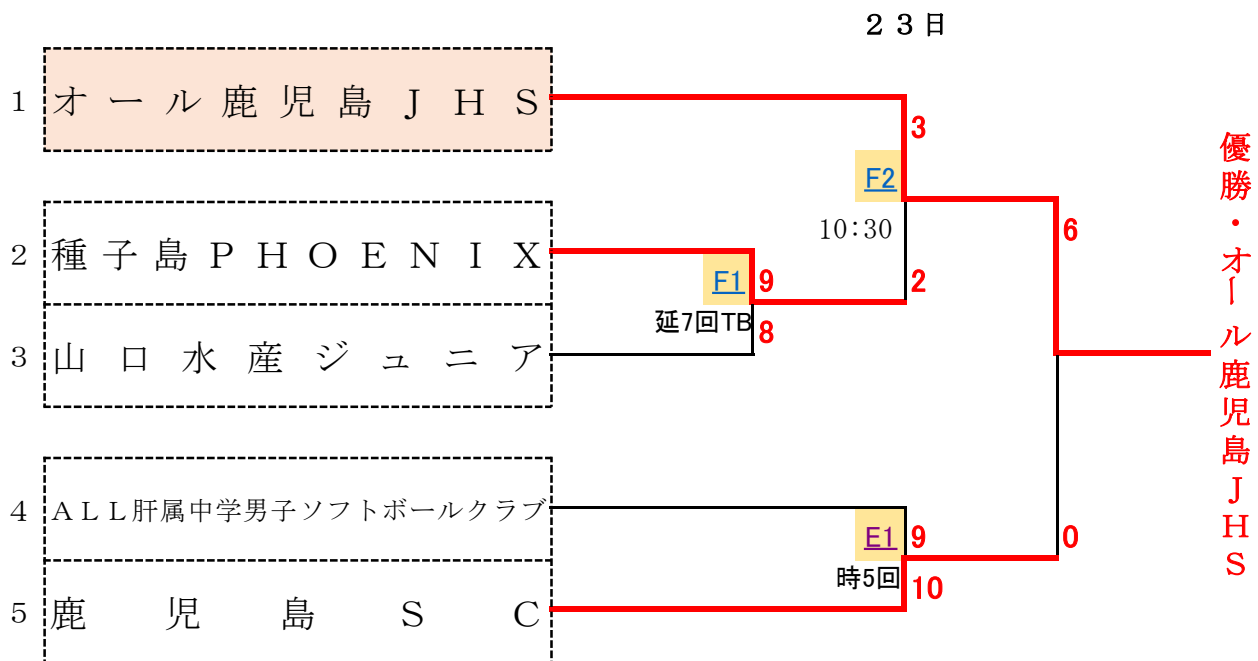 ２３日
1 オール鹿児島ＪＨＳ
3
F2
10:30
2 種子島ＰＨＯＥＮＩＸ
F1
9
2
延7回TB
8
3 山口水産ジュニア
6
優勝・オール鹿児島ＪＨＳ
4 ＡＬＬ肝属中学男子ソフトボールクラブ
E1
9
0
時5回
10
5 鹿児島ＳＣ